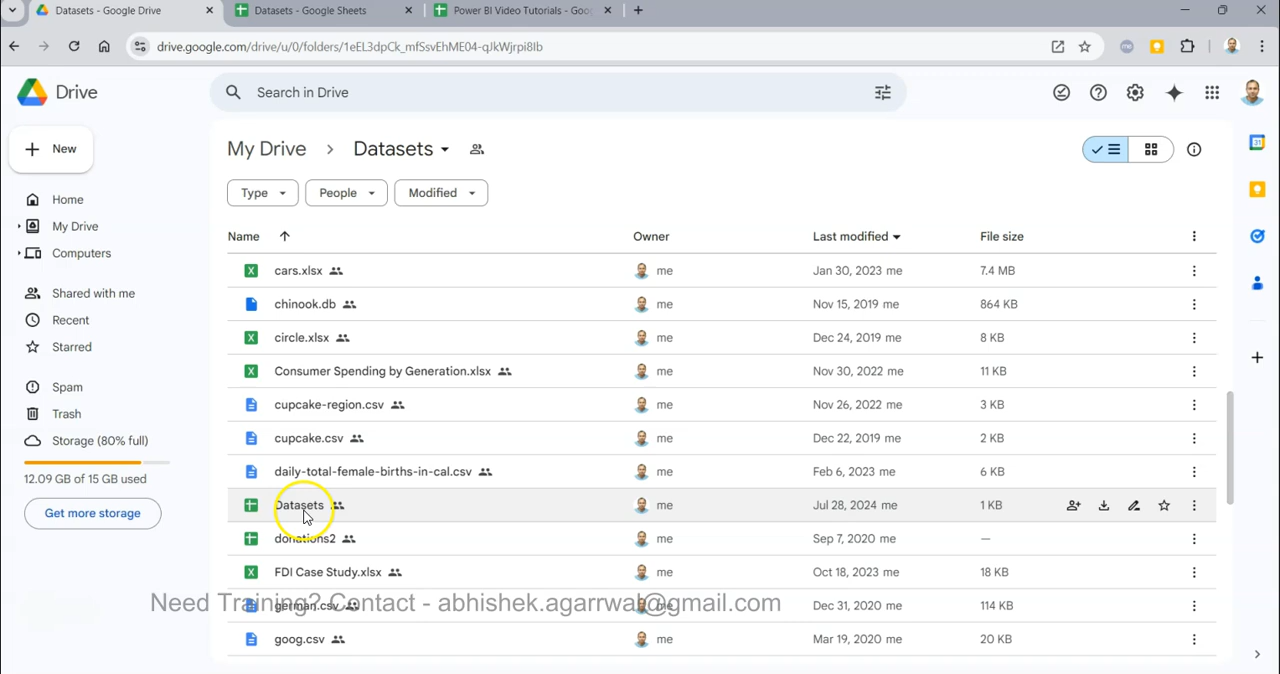 Datasets - Google Drive
Datasets - Google Sheets
Power BI Video Tutorials - Goo
drive.google.com/drive/u/0/folders/1eEL3dpCk_mfSsvEhME04-qJkWjrpi8Ib
Drive
Search in Drive
New
My Drive > Datasets
Type
People
Modified
Home
My Drive
Computers
Shared with me
Recent
Starred
Spam
Trash
Storage (80% full)
12.09 GB of 15 GB used
Get more storage
Name Owner Last modified File size
cars.xlsx me Jan 30, 2023 me 7.4 MB
chinook.db me Nov 15, 2019 me 864 KB
circle.xlsx me Dec 24, 2019 me 8 KB
Consumer Spending by Generation.xlsx me Nov 30, 2022 me 11 KB
cupcake-region.csv me Nov 26, 2022 me 3 KB
cupcake.csv me Dec 22, 2019 me 2 KB
daily-total-female-births-in-cal.csv me Feb 6, 2023 me 6 KB
Datasets me Jul 28, 2024 me 1 KB
donations2 me Sep 7, 2020 me —
FDI Case Study.xlsx me Oct 18, 2023 me 18 KB
german.csv me Dec 31, 2020 me 114 KB
Need Training? Contact - abhishek.agarrwal@gmail.com
goog.csv me Mar 19, 2020 me 20 KB
31